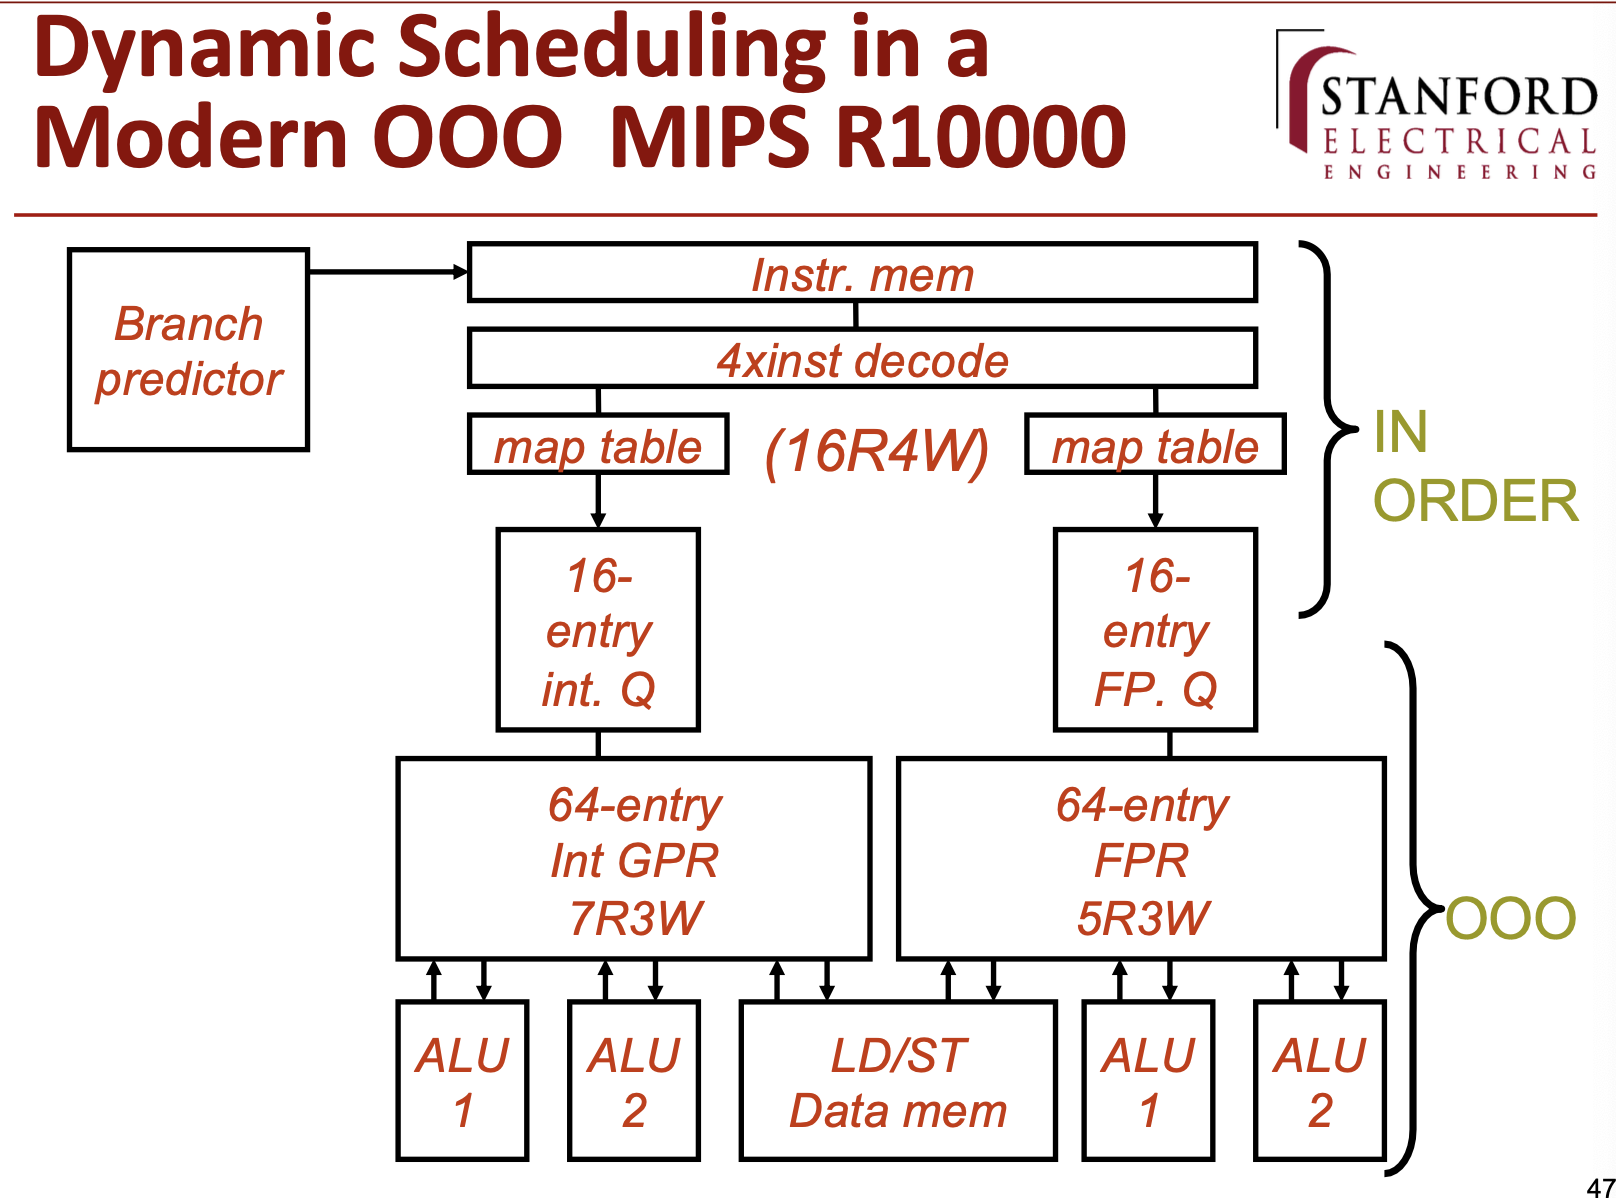 Dynamic Scheduling in a
Modern OOO  MIPS R10000
STANFORD
ELECTRICAL
ENGINEERING
Branch
predictor
Instr. mem
4xinst decode
map table
(16R4W)
map table
IN
ORDER
16-
entry
int. Q
16-
entry
FP. Q
64-entry
Int GPR
7R3W
64-entry
FPR
5R3W
OOO
ALU
1
ALU
2
LD/ST
Data mem
ALU
1
ALU
2
47